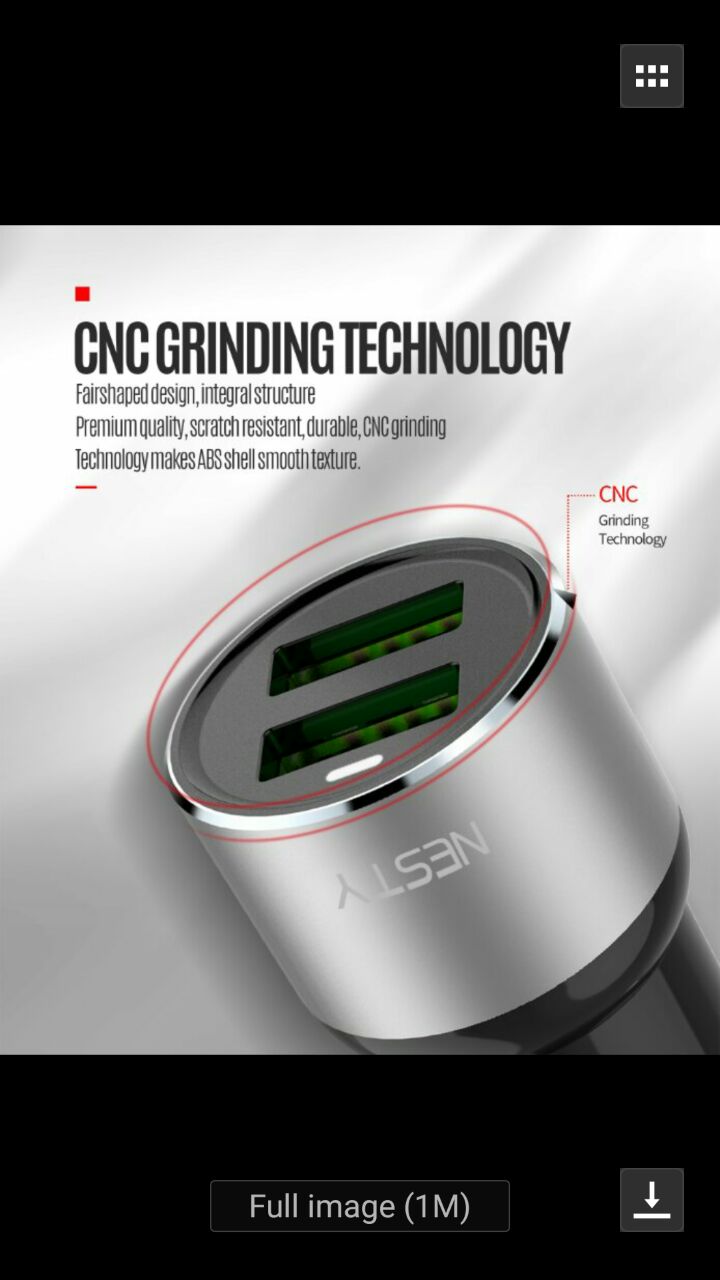 CNC GRINDING TECHNOLOGY
Fairshaped design, integral structure
Premium quality, scratch resistant, durable, CNC grinding
Technology makes ABS shell smooth texture.
CNC
Grinding
Technology
NESTY
Full image (1M)